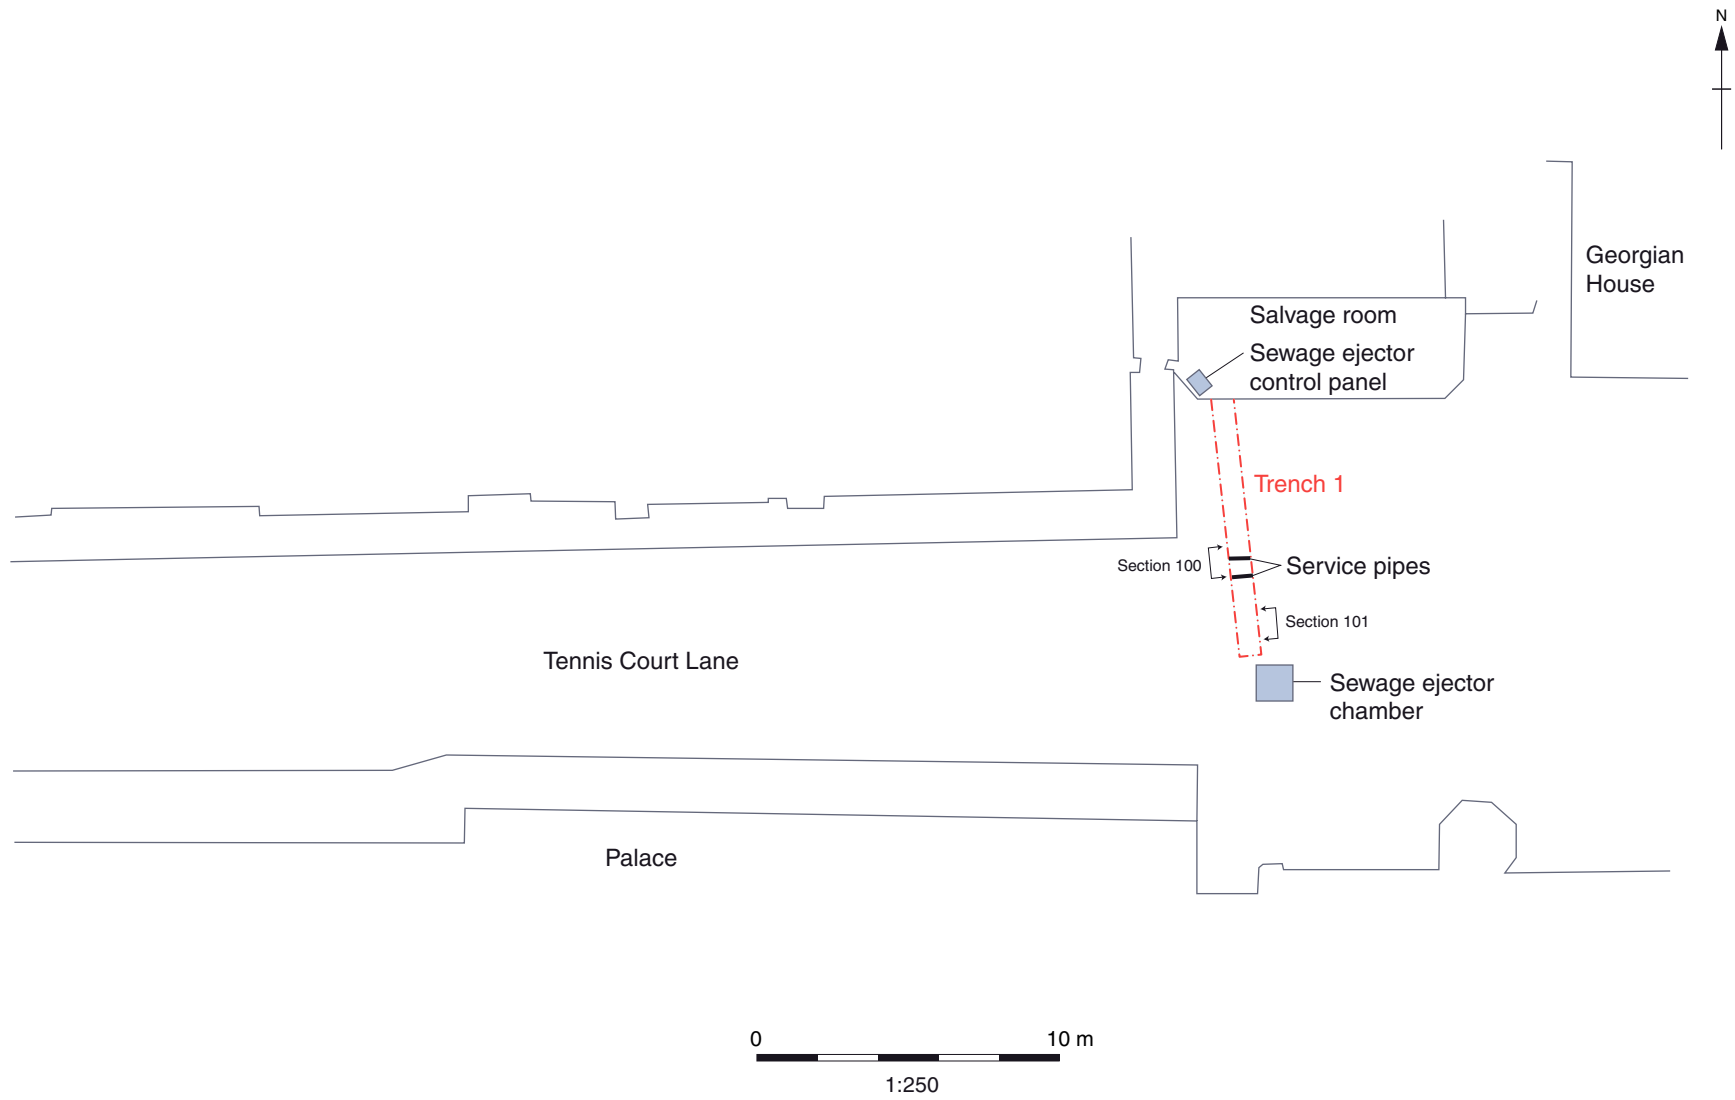 N
Georgian
House
Salvage room
Sewage ejector
control panel
Trench 1
Section 100
Service pipes
Section 101
Tennis Court Lane
Sewage ejector
chamber
Palace
0 10 m
1:250